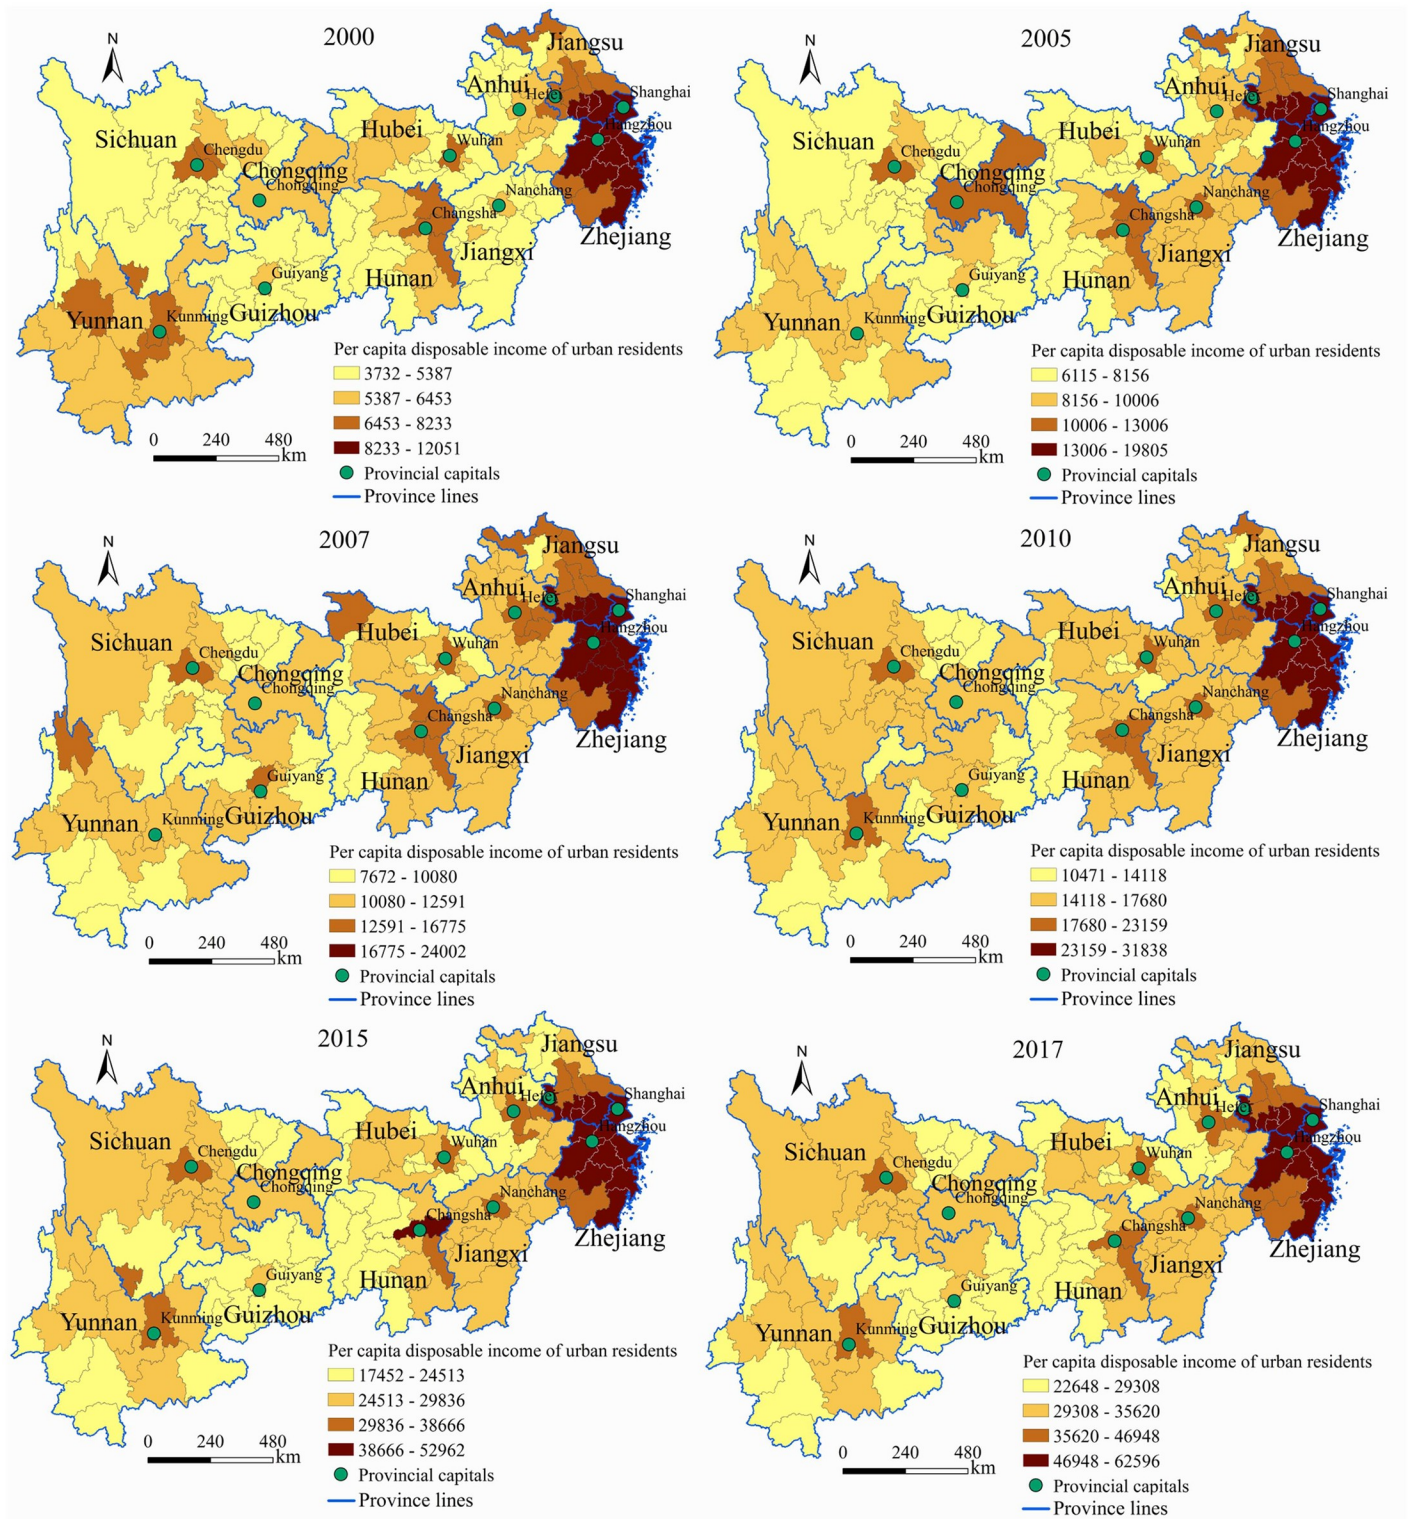 2000
N
Jiangsu
Anhui
Hefei
Shanghai
Hangzhou
Sichuan
Hubei
Wuhan
Chengdu
Chongqing
Chongqing
Nanchang
Changsha
Zhejiang
Jiangxi
Hunan
Guiyang
Yunnan
Kunming
Guizhou
Per capita disposable income of urban residents
3732 - 5387
5387 - 6453
6453 - 8233
8233 - 12051
0 240 480
km
Provincial capitals
Province lines
2005
N
Jiangsu
Anhui
Hefei
Shanghai
Hangzhou
Sichuan
Hubei
Wuhan
Chengdu
Chongqing
Chongqing
Nanchang
Changsha
Zhejiang
Jiangxi
Hunan
Guiyang
Yunnan
Kunming
Guizhou
Per capita disposable income of urban residents
6115 - 8156
8156 - 10006
10006 - 13006
13006 - 19805
0 240 480
km
Provincial capitals
Province lines
2007
N
Jiangsu
Anhui
Hefei
Shanghai
Hangzhou
Sichuan
Hubei
Wuhan
Chengdu
Chongqing
Chongqing
Nanchang
Changsha
Zhejiang
Jiangxi
Hunan
Guiyang
Yunnan
Kunming
Guizhou
Per capita disposable income of urban residents
7672 - 10080
10080 - 12591
12591 - 16775
16775 - 24002
0 240 480
km
Provincial capitals
Province lines
2010
N
Jiangsu
Anhui
Hefei
Shanghai
Hangzhou
Sichuan
Hubei
Wuhan
Chengdu
Chongqing
Chongqing
Nanchang
Changsha
Zhejiang
Jiangxi
Hunan
Guiyang
Yunnan
Kunming
Guizhou
Per capita disposable income of urban residents
10471 - 14118
14118 - 17680
17680 - 23159
23159 - 31838
0 240 480
km
Provincial capitals
Province lines
2015
N
Jiangsu
Anhui
Hefei
Shanghai
Hangzhou
Sichuan
Hubei
Wuhan
Chengdu
Chongqing
Chongqing
Nanchang
Changsha
Zhejiang
Jiangxi
Hunan
Guiyang
Yunnan
Kunming
Guizhou
Per capita disposable income of urban residents
17452 - 24513
24513 - 29836
29836 - 38666
38666 - 52962
0 240 480
km
Provincial capitals
Province lines
2017
N
Jiangsu
Anhui
Hefei
Shanghai
Hangzhou
Sichuan
Hubei
Wuhan
Chengdu
Chongqing
Chongqing
Nanchang
Changsha
Zhejiang
Jiangxi
Hunan
Guiyang
Yunnan
Kunming
Guizhou
Per capita disposable income of urban residents
22648 - 29308
29308 - 35620
35620 - 46948
46948 - 62596
0 240 480
km
Provincial capitals
Province lines